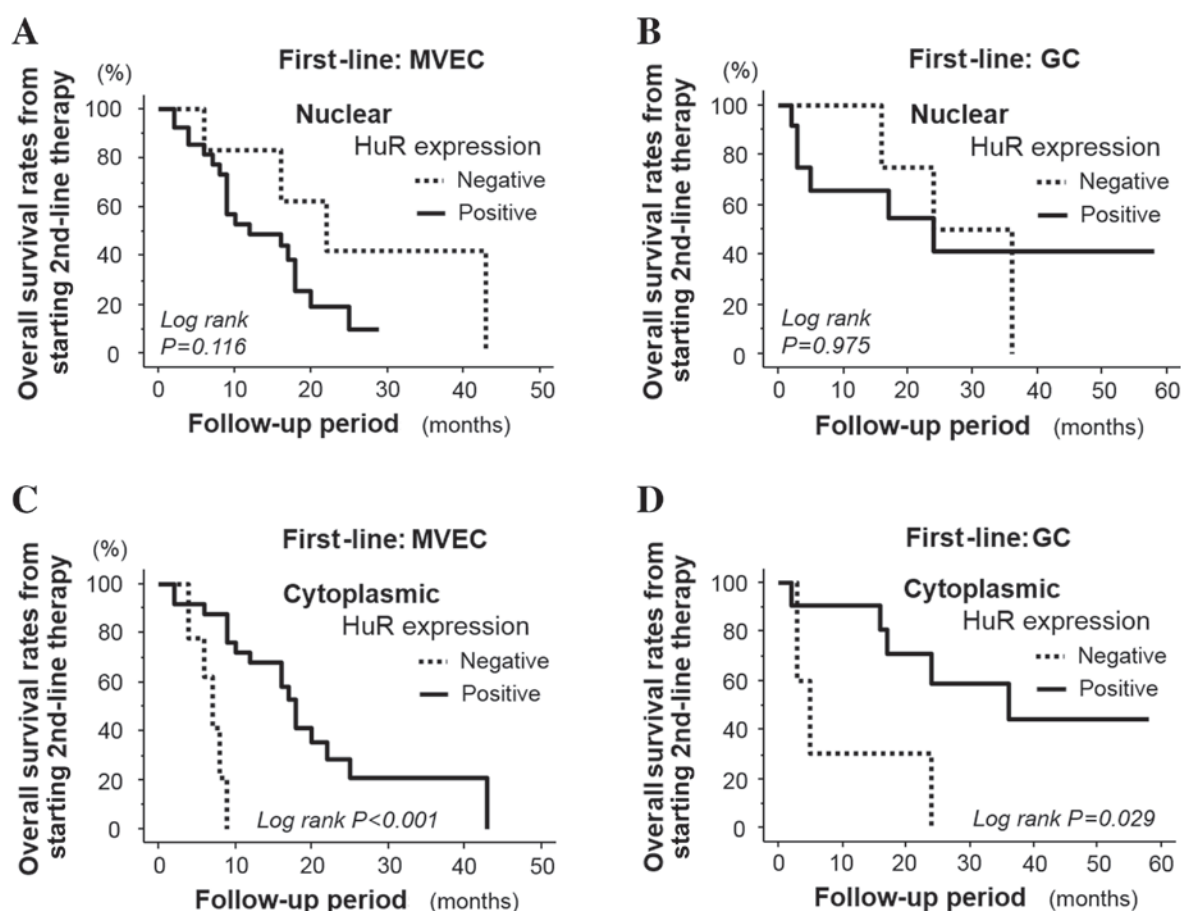 A
First-line: MVEC
(%)
Overall survival rates from
starting 2nd-line therapy
100
80
60
40
20
0
Nuclear
HuR expression
Negative
Positive
Log rank
P=0.116
0 10 20 30 40 50
Follow-up period (months)
B
First-line: GC
(%)
Overall survival rates from
starting 2nd-line therapy
100
80
60
40
20
0
Nuclear
HuR expression
Negative
Positive
Log rank
P=0.975
0 10 20 30 40 50 60
Follow-up period (months)
C
First-line: MVEC
(%)
Overall survival rates from
starting 2nd-line therapy
100
80
60
40
20
0
Cytoplasmic
HuR expression
Negative
Positive
Log rank P<0.001
0 10 20 30 40 50
Follow-up period (months)
D
First-line: GC
Overall survival rates from
starting 2nd-line therapy
100
80
60
40
20
0
Cytoplasmic
HuR expression
Negative
Positive
Log rank P=0.029
0 10 20 30 40 50 60
Follow-up period (months)